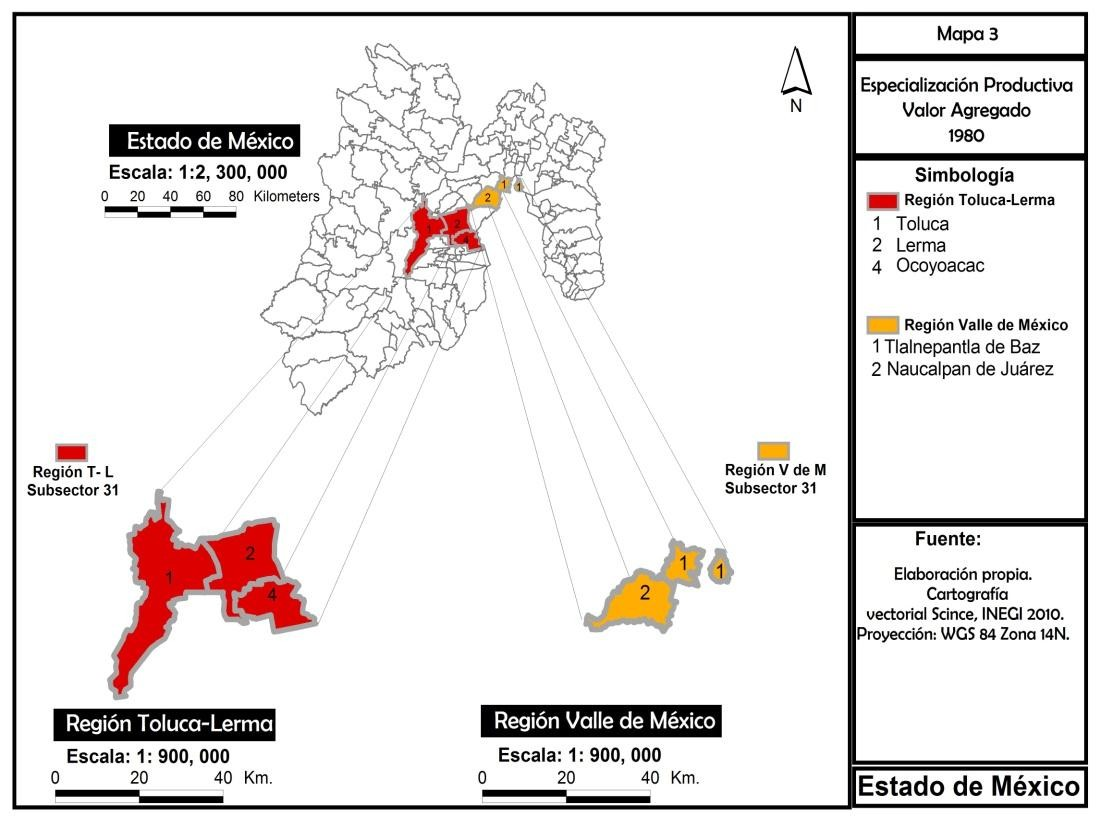 Mapa 3
Especialización Productiva
Valor Agregado
1980
Simbología
Región Toluca-Lerma
1 Toluca
2 Lerma
4 Ocoyoacac
Región Valle de México
1 Tlalnepantla de Baz
2 Naucalpan de Juárez
Fuente:
Elaboración propia.
Cartografía
vectorial Scince, INEGI 2010.
Proyección: WGS 84 Zona 14N.
Estado de México
N
Estado de México
Escala: 1:2, 300, 000
0 20 40 60 80 Kilometers
1
1
2
1
2
4
Región T- L
Subsector 31
Región V de M
Subsector 31
1
2
4
1
1
2
Región Toluca-Lerma
Escala: 1: 900, 000
0 20 40 Km.
Región Valle de México
Escala: 1: 900, 000
0 20 40 Km.